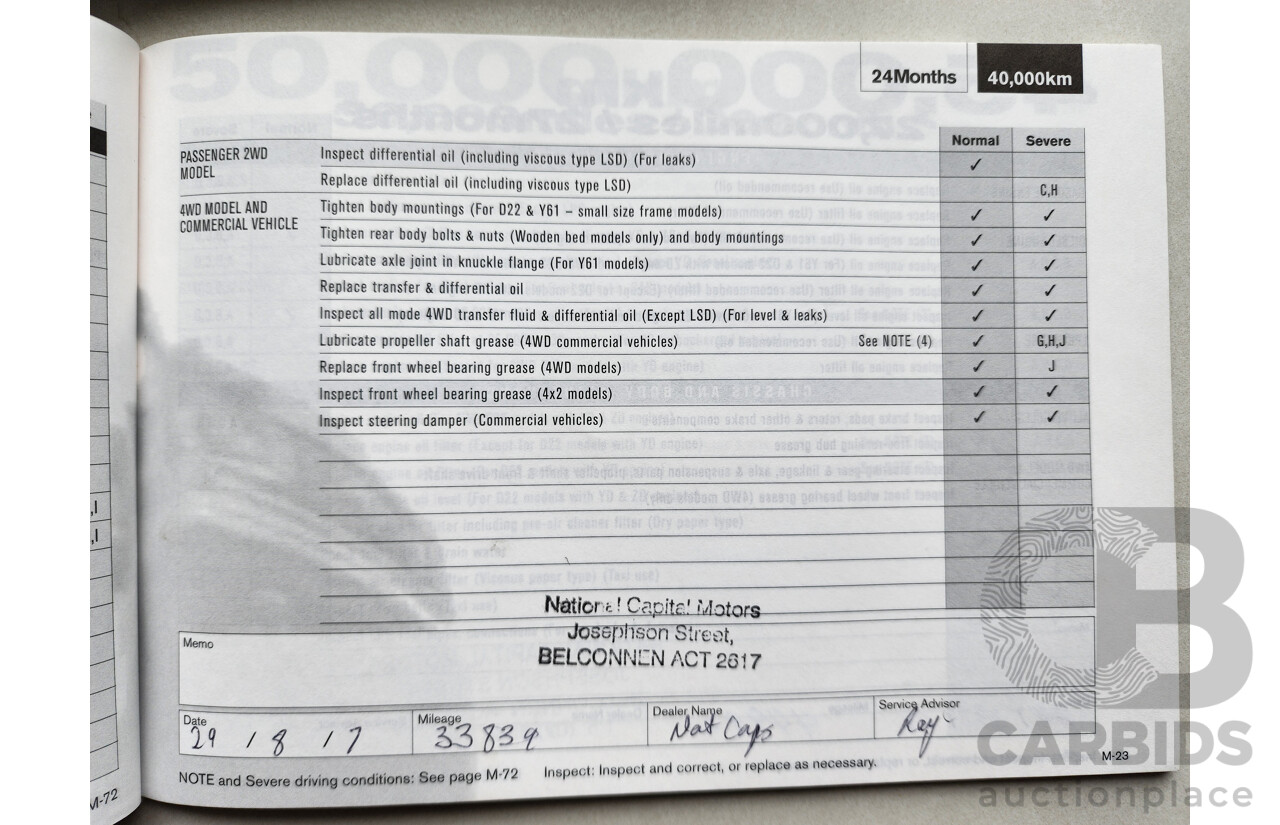 24Months 40,000km
Normal Severe
PASSENGER 2WD MODEL
Inspect differential oil (including viscous type LSD) (For leaks) ✓
Replace differential oil (including viscous type LSD) C,H
4WD MODEL AND COMMERCIAL VEHICLE
Tighten body mountings (For D22 & Y61 – small size frame models) ✓ ✓
Tighten rear body bolts & nuts (Wooden bed models only) and body mountings ✓ ✓
Lubricate axle joint in knuckle flange (For Y61 models) ✓ ✓
Replace transfer & differential oil ✓ ✓
Inspect all mode 4WD transfer fluid & differential oil (Except LSD) (For level & leaks) ✓ ✓
Lubricate propeller shaft grease (4WD commercial vehicles) See NOTE (4) ✓ G,H,J
Replace front wheel bearing grease (4WD models) ✓ J
Inspect front wheel bearing grease (4x2 models) ✓ ✓
Inspect steering damper (Commercial vehicles) ✓ ✓
National Capital Motors
Josephson Street,
BELCONNEN ACT 2617
Memo
Date Mileage Dealer Name Service Advisor
29 / 8 / 17 33839 Nat Caps Ray
NOTE and Severe driving conditions: See page M-72 Inspect: Inspect and correct, or replace as necessary.
M-23
M-72
CB
CARBIDS
auctionplace